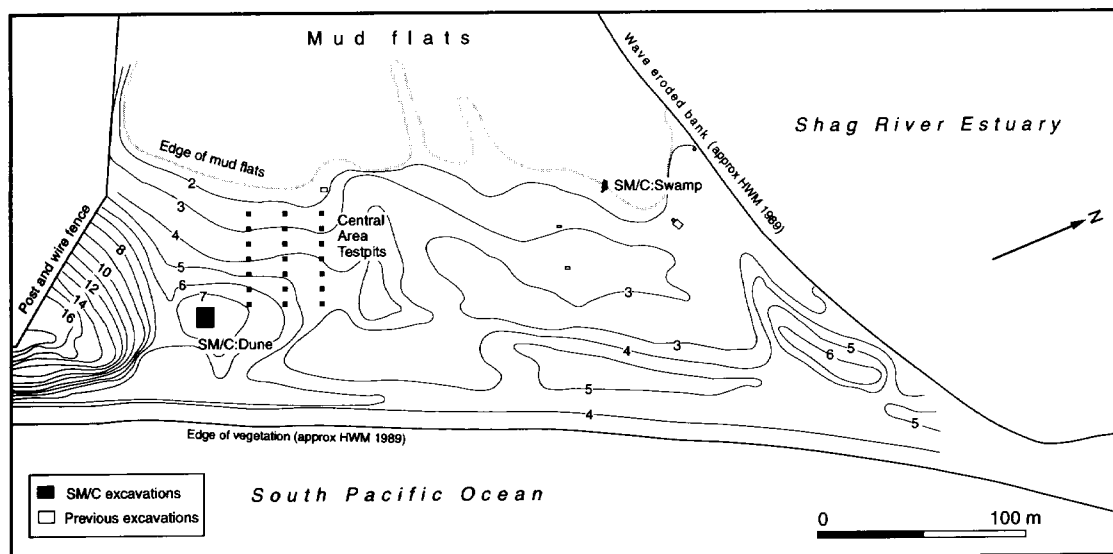 Mud flats
Wave eroded bank (approx HWM 1989)
Shag River Estuary
Edge of mud flats
2
SM/C:Swamp
3
Central
Area
Testpits
4
N
Post and wire fence
8
5
10
6
12
7
14
3
16
SM/C:Dune
3
4
5
6
5
4
5
Edge of vegetation (approx HWM 1989)
SM/C excavations
Previous excavations
South Pacific Ocean
0 100 m